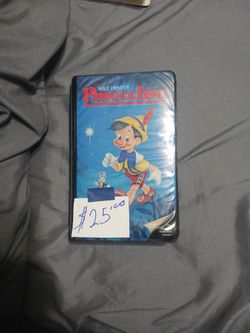 WALT DISNEY'S
Pinocchio
$25.00